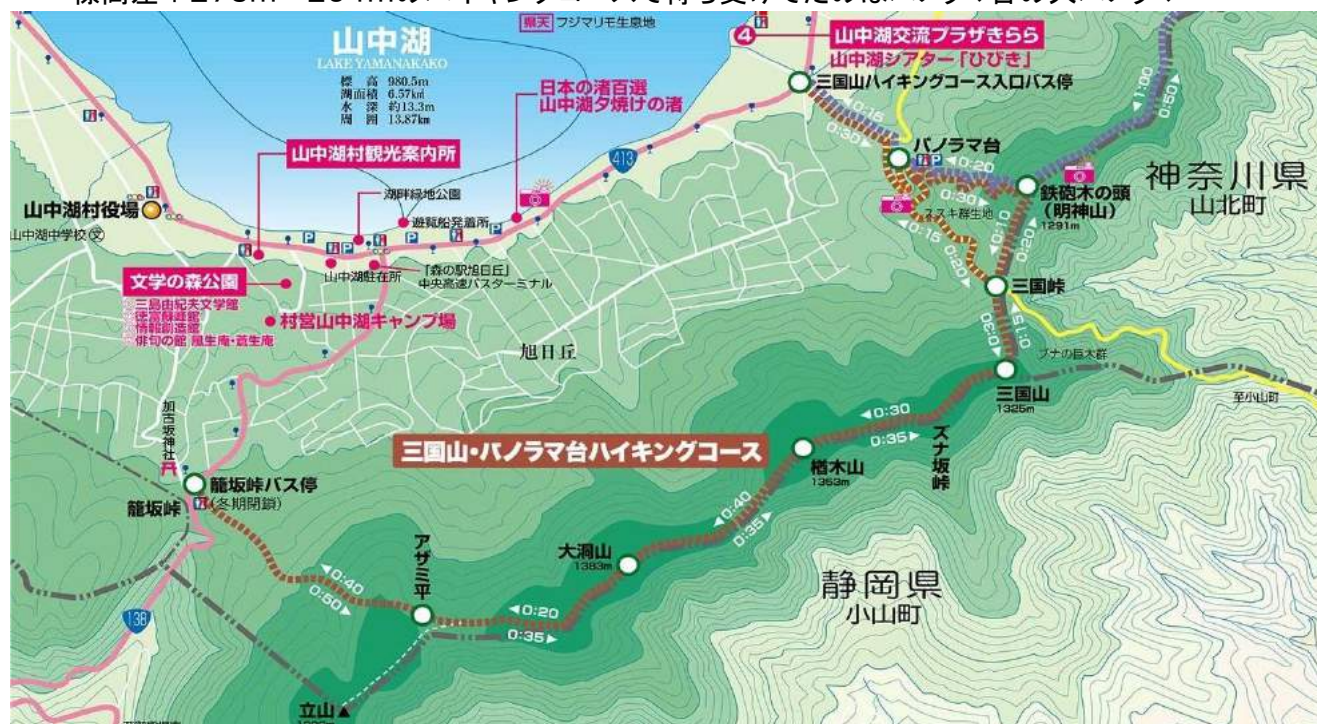 県天 フジマリモ生息地
山中湖
LAKE YAMANAKAKO
標高 980.5m
湖面積 6.57km²
水深 約13.3m
周囲 13.87km
4 山中湖交流プラザきらら
山中湖シアター「ひびき」
三国山ハイキングコース入口バス停
日本の渚百選
山中湖夕焼けの渚
413
山中湖村観光案内所
湖畔緑地公園
遊覧船発着所
山中湖村役場
山中湖中学校 文
山中湖駐在所
「森の駅旭日丘」
中央高速バスターミナル
文学の森公園
三島由紀夫文学館
徳富蘇峰館
情報創造館
俳句の館 風生庵・蒼生庵
村営山中湖キャンプ場
旭日丘
◀0:15
0:30▶
パノラマ台
◀1:00
0:50▶
◀0:20
0:30▶
鉄砲木の頭
(明神山)
1291m
神奈川県
山北町
ススキ群生地
◀0:15
0:20▶
◀0:10
0:20▶
三国峠
0:30▶
◀0:15
ブナの巨木群
三国山
1325m
至小山町
◀0:30
0:35▶
ズナ坂峠
三国山・パノラマ台ハイキングコース
楢木山
1353m
◀0:40
0:35▶
大洞山
1383m
静岡県
小山町
加古坂神社
籠坂峠バス停
(冬期閉鎖)
籠坂峠
138
◀0:40
0:50▶
アザミ平
◀0:20
0:35▶
立山▲